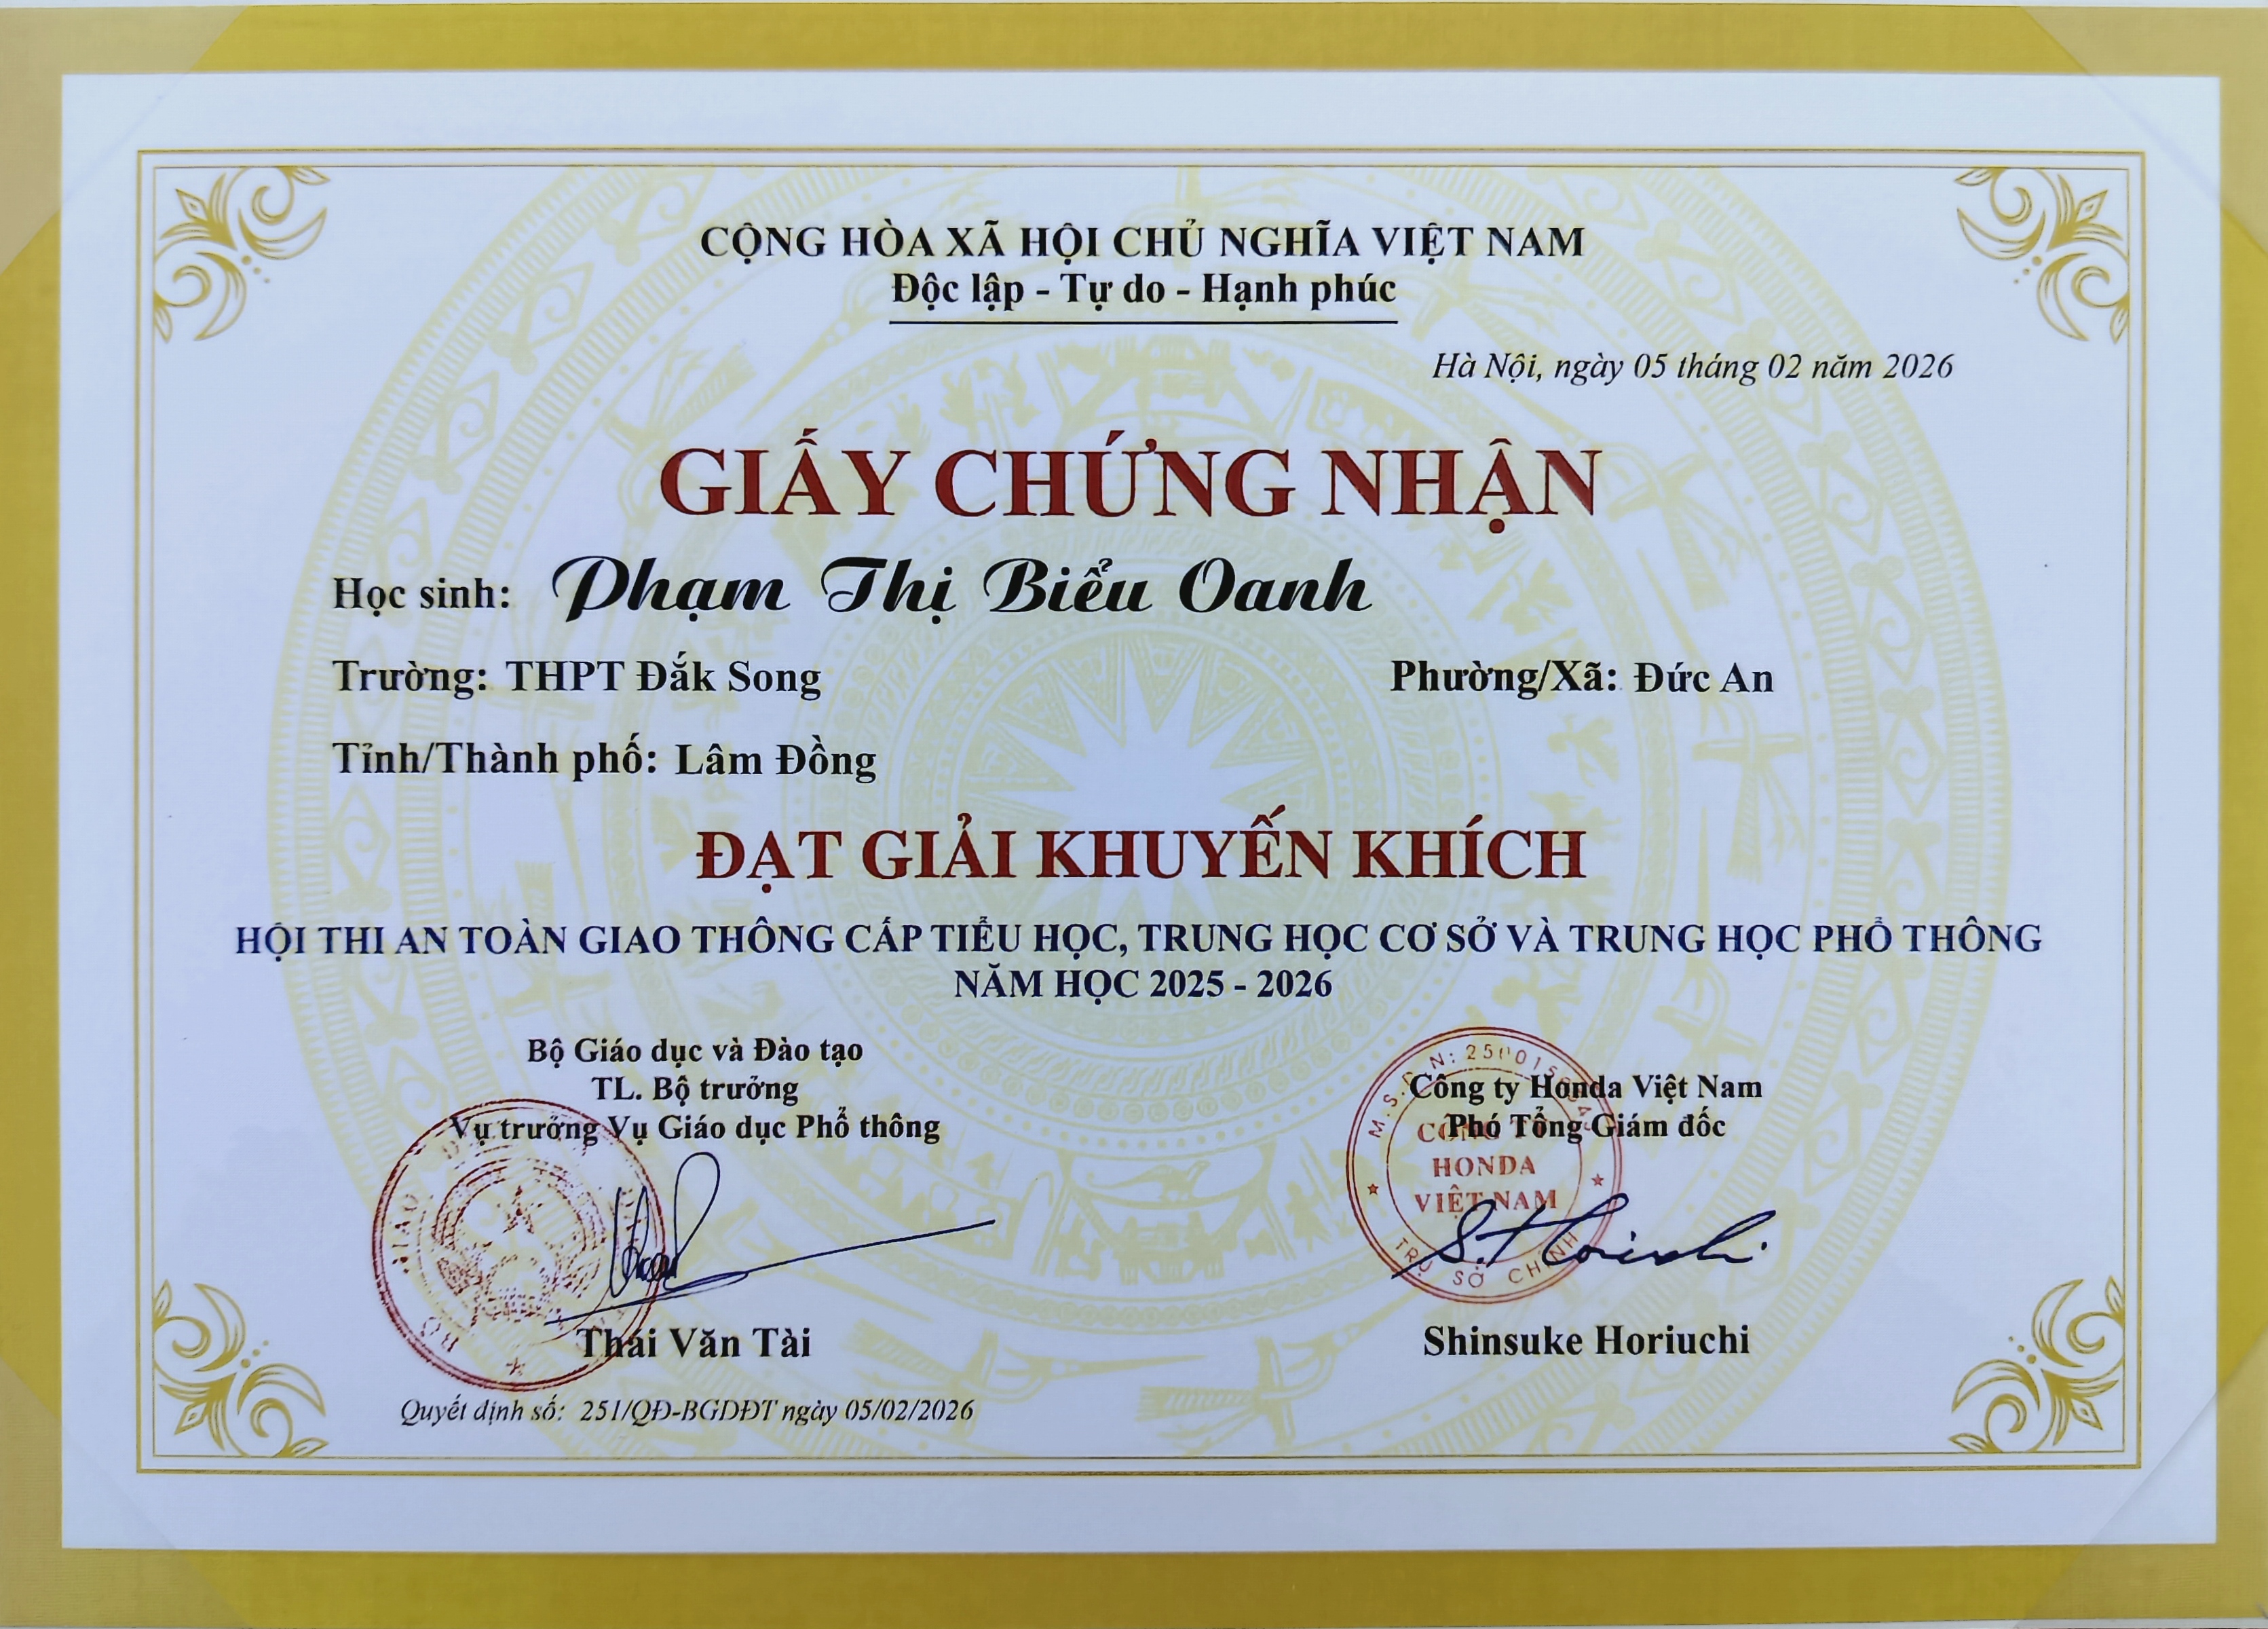 CỘNG HÒA XÃ HỘI CHỦ NGHĨA VIỆT NAM
Độc lập - Tự do - Hạnh phúc
Hà Nội, ngày 05 tháng 02 năm 2026
GIẤY CHỨNG NHẬN
Học sinh: Phạm Thị Biểu Oanh
Trường: THPT Đắk Song Phường/Xã: Đức An
Tỉnh/Thành phố: Lâm Đồng
ĐẠT GIẢI KHUYẾN KHÍCH
HỘI THI AN TOÀN GIAO THÔNG CẤP TIỂU HỌC, TRUNG HỌC CƠ SỞ VÀ TRUNG HỌC PHỔ THÔNG
NĂM HỌC 2025 - 2026
Bộ Giáo dục và Đào tạo
TL. Bộ trưởng
Vụ trưởng Vụ Giáo dục Phổ thông
BỘ GIÁO
Thái Văn Tài
Công ty Honda Việt Nam
Phó Tổng Giám đốc
HONDA
VIỆT NAM
TRỤ SỞ CHÍNH
S. Horiuchi
Shinsuke Horiuchi
Quyết định số: 251/QĐ-BGDĐT ngày 05/02/2026